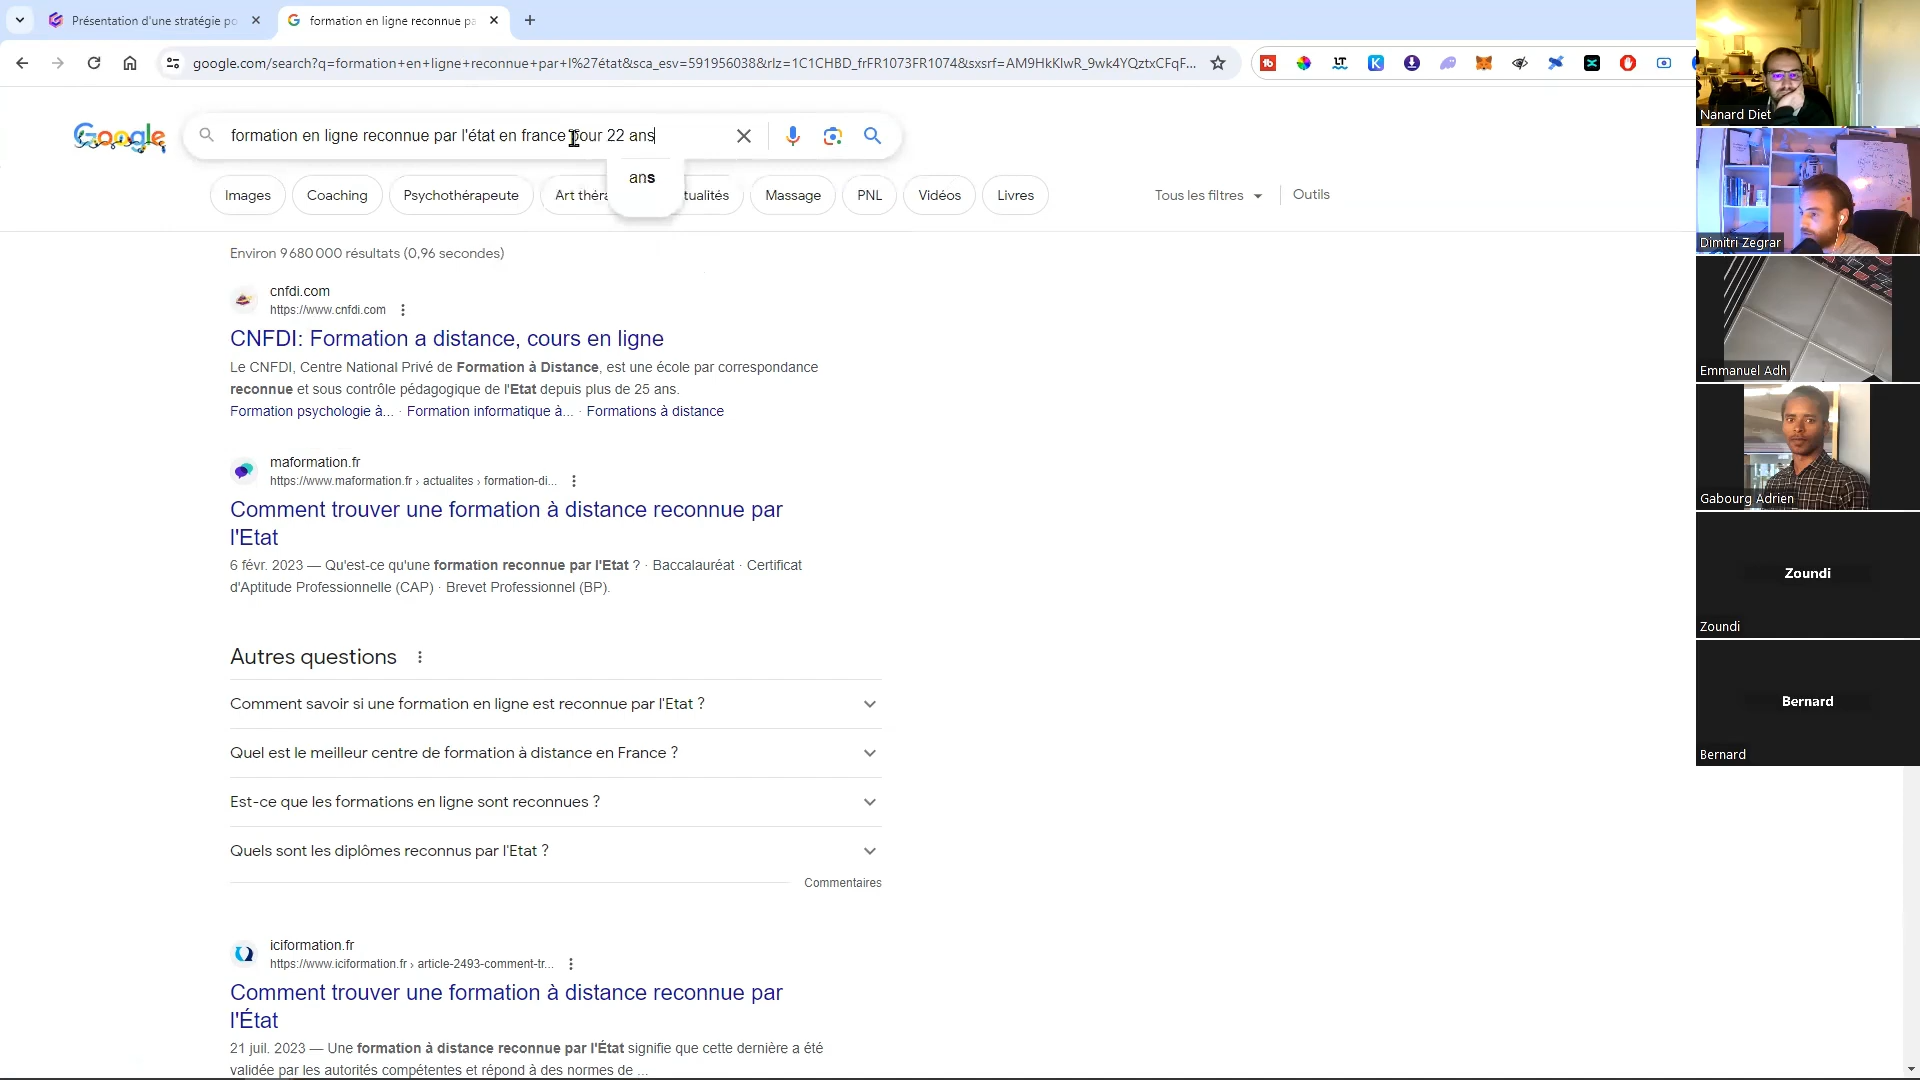 Présentation d'une stratégie po
formation en ligne reconnue pa
google.com/search?q=formation+en+ligne+reconnue+par+l%27état&sca_esv=591956038&rlz=1C1CHBD_frFR1073FR1074&sxsrf=AM9HkKlwR_9wk4YQztxCFqF...
Google
formation en ligne reconnue par l'état en france pour 22 ans
ans
Images
Coaching
Psychothérapeute
Art théra
tualités
Massage
PNL
Vidéos
Livres
Tous les filtres
Outils
Environ 9 680 000 résultats (0,96 secondes)
cnfdi.com
https://www.cnfdi.com
CNFDI: Formation a distance, cours en ligne
Le CNFDI, Centre National Privé de Formation à Distance, est une école par correspondance
reconnue et sous contrôle pédagogique de l'Etat depuis plus de 25 ans.
Formation psychologie à... · Formation informatique à... · Formations à distance
maformation.fr
https://www.maformation.fr › actualites › formation-di...
Comment trouver une formation à distance reconnue par
l'Etat
6 févr. 2023 — Qu'est-ce qu'une formation reconnue par l'Etat ? · Baccalauréat · Certificat
d'Aptitude Professionnelle (CAP) · Brevet Professionnel (BP).
Autres questions
Comment savoir si une formation en ligne est reconnue par l'Etat ?
Quel est le meilleur centre de formation à distance en France ?
Est-ce que les formations en ligne sont reconnues ?
Quels sont les diplômes reconnus par l'Etat ?
Commentaires
iciformation.fr
https://www.iciformation.fr › article-2493-comment-tr...
Comment trouver une formation à distance reconnue par
l'État
21 juil. 2023 — Une formation à distance reconnue par l'État signifie que cette dernière a été
validée par les autorités compétentes et répond à des normes de ...
Nanard Diet
Dimitri Zegrar
Emmanuel Adh
Gabourg Adrien
Zoundi
Zoundi
Bernard
Bernard